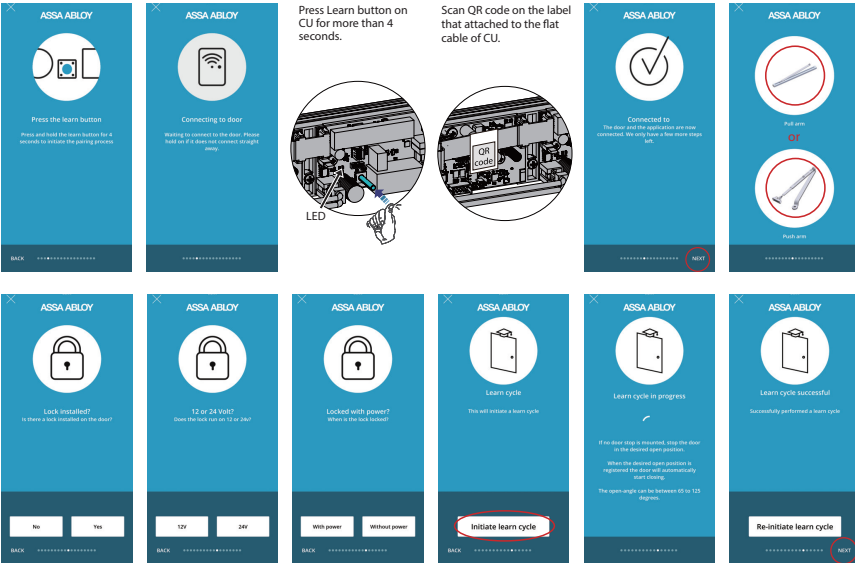 ASSA ABLOY
Press the learn button
Press and hold the learn button for 4
seconds to initiate the pairing process
BACK
ASSA ABLOY
Connecting to door
Waiting to connect to the door. Please
hold on if it does not connect straight
away.
Press Learn button on
CU for more than 4
seconds.
LED
Scan QR code on the label
that attached to the flat
cable of CU.
QR
code
ASSA ABLOY
Connected to
The door and the application are now
connected. We only have a few more steps
left.
NEXT
ASSA ABLOY
Pull arm
or
Push arm
ASSA ABLOY
Lock installed?
Is there a lock installed on the door?
No
Yes
BACK
ASSA ABLOY
12 or 24 Volt?
Does the lock run on 12 or 24v?
12V
24V
BACK
ASSA ABLOY
Locked with power?
When is the lock locked?
With power
Without power
BACK
ASSA ABLOY
Learn cycle
This will initiate a learn cycle
Initiate learn cycle
BACK
ASSA ABLOY
Learn cycle in progress
If no door stop is mounted, stop the door
in the desired open position.
When the desired open position is
registered the door will automatically
start closing.
The open-angle can be between 65 to 125
degrees.
ASSA ABLOY
Learn cycle successful
Successfully performed a learn cycle
Re-initiate learn cycle
NEXT